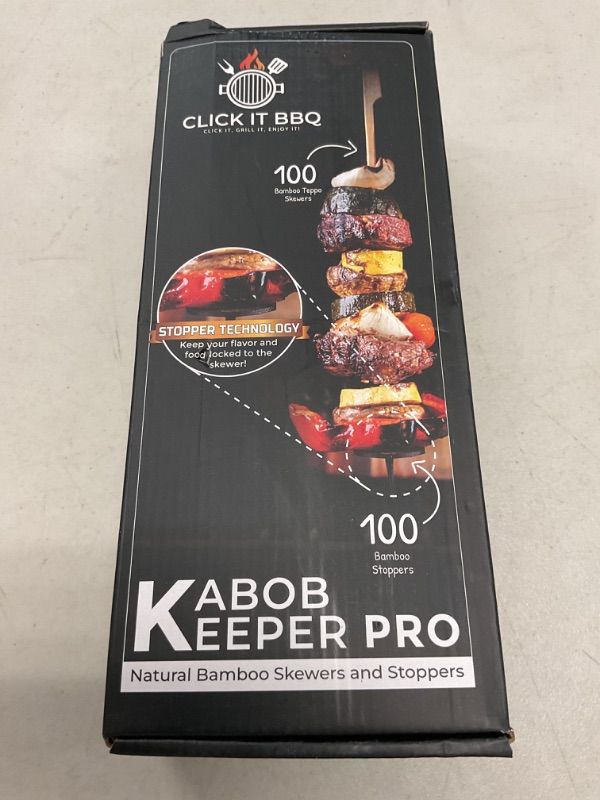 CLICK IT BBQ
CLICK IT, GRILL IT, ENJOY IT!
100
Bamboo Teppo
Skewers
STOPPER TECHNOLOGY
Keep your flavor and
food locked to the
skewer!
100
Bamboo
Stoppers
KABOB
KEEPER PRO
Natural Bamboo Skewers and Stoppers